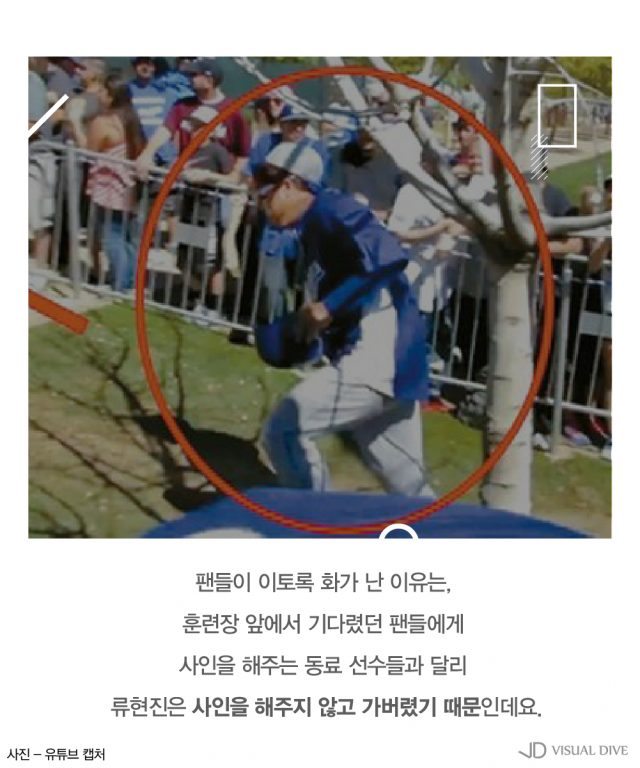 팬들이 이토록 화가 난 이유는,
훈련장 앞에서 기다렸던 팬들에게
사인을 해주는 동료 선수들과 달리
류현진은 사인을 해주지 않고 가버렸기 때문인데요.
사진 – 유튜브 캡처
JD VISUAL DIVE